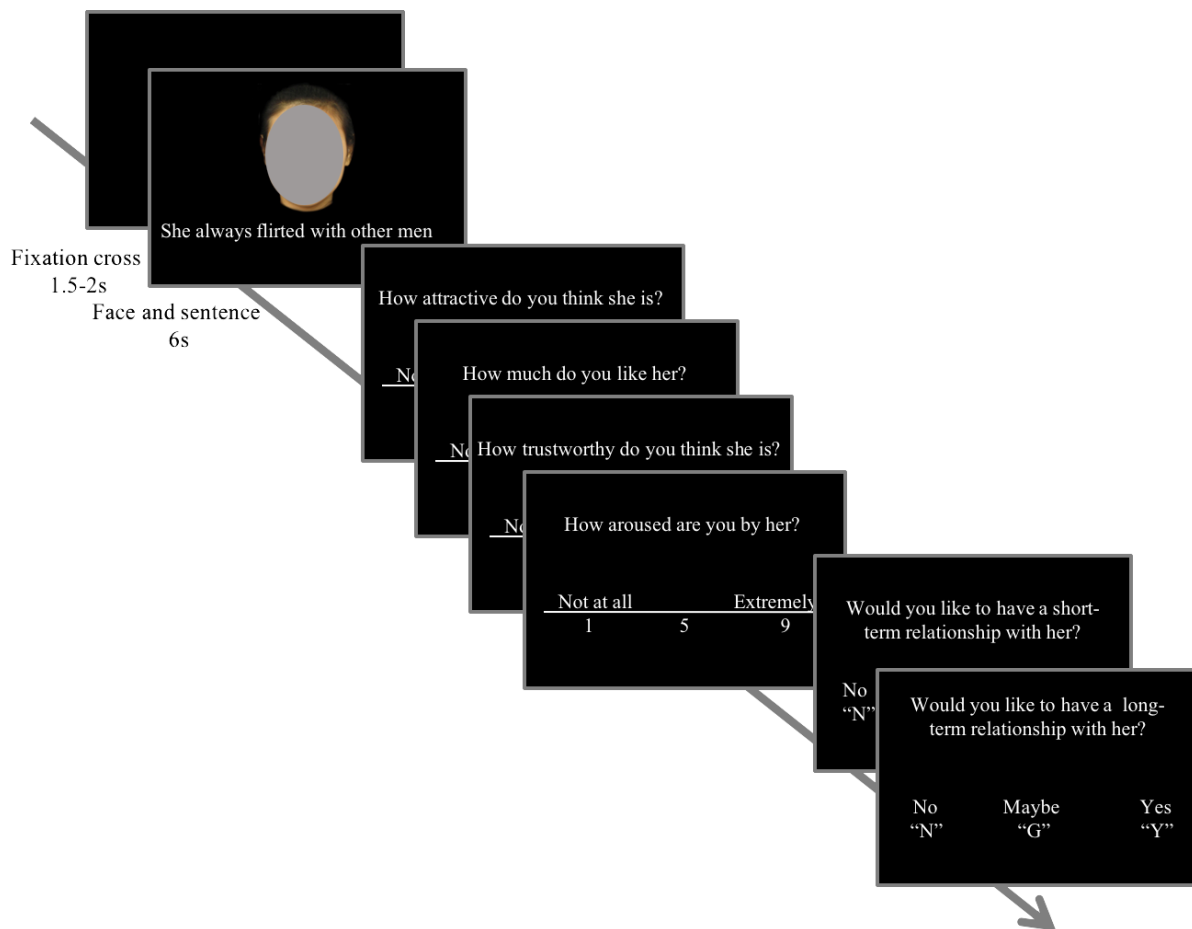 She always flirted with other men
Fixation cross
1.5-2s
Face and sentence
6s
How attractive do you think she is?
How much do you like her?
How trustworthy do you think she is?
How aroused are you by her?
Not at all Extremely
1 5 9
Would you like to have a short-
term relationship with her?
No
“N”
Would you like to have a long-
term relationship with her?
No Maybe Yes
“N” “G” “Y”